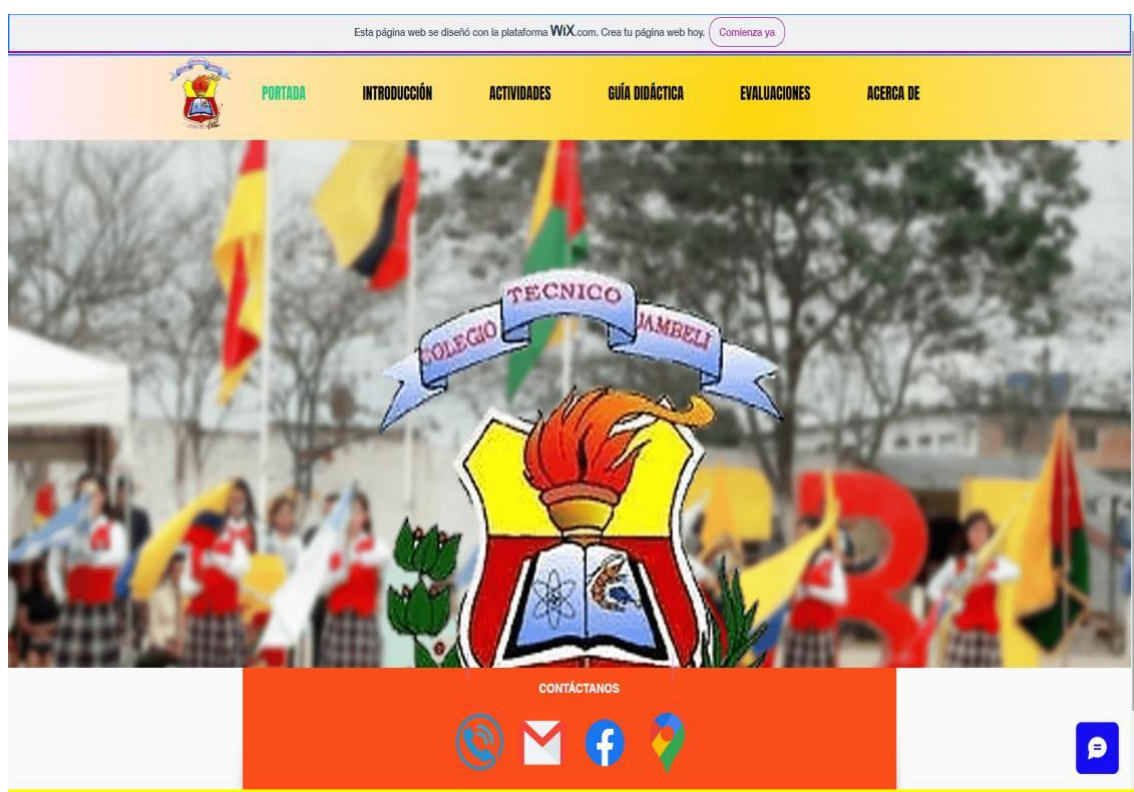 Esta página web se diseñó con la plataforma WiX.com. Crea tu página web hoy. Comienza ya
PORTADA INTRODUCCIÓN ACTIVIDADES GUÍA DIDÁCTICA EVALUACIONES ACERCA DE
COLEGIO TECNICO JAMBELI
CONTÁCTANOS